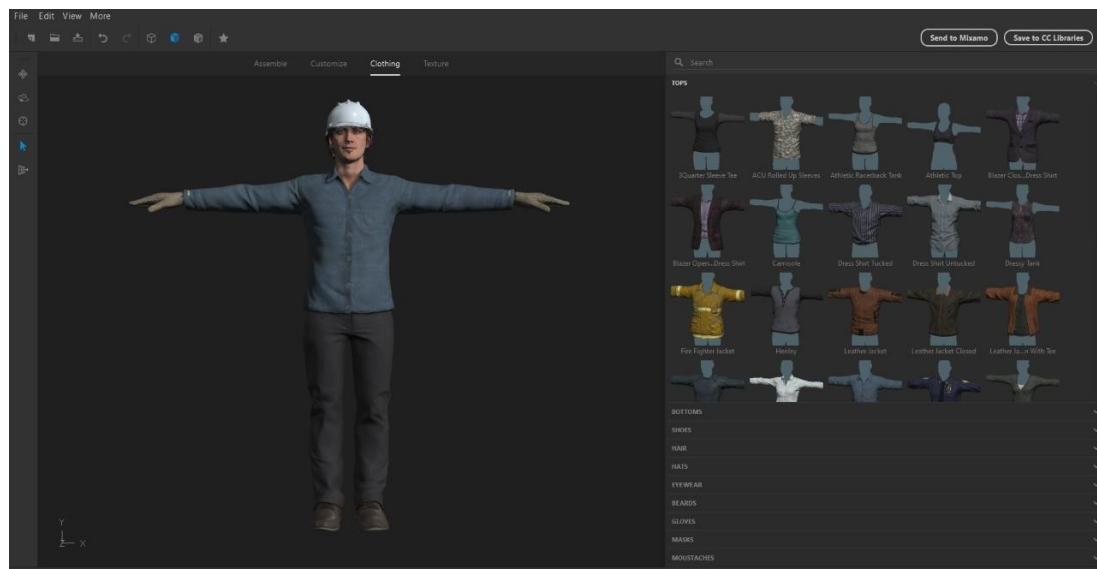 File Edit View More
Send to Mixamo Save to CC Libraries
Assemble Customize Clothing Texture
Search
TOPS
3Quarter Sleeve Tee ACU Rolled Up Sleeves Athletic Racerback Tank Athletic Top Blazer Clos...Dress Shirt
Blazer Open...Dress Shirt Camisole Dress Shirt Tucked Dress Shirt Untucked Dressy Tank
Fire Fighter Jacket Henley Leather Jacket Leather Jacket Closed Leather Ja...n With Tee
BOTTOMS
SHOES
HAIR
HATS
EYEWEAR
BEARDS
GLOVES
MASKS
MOUSTACHES
Y
Z X